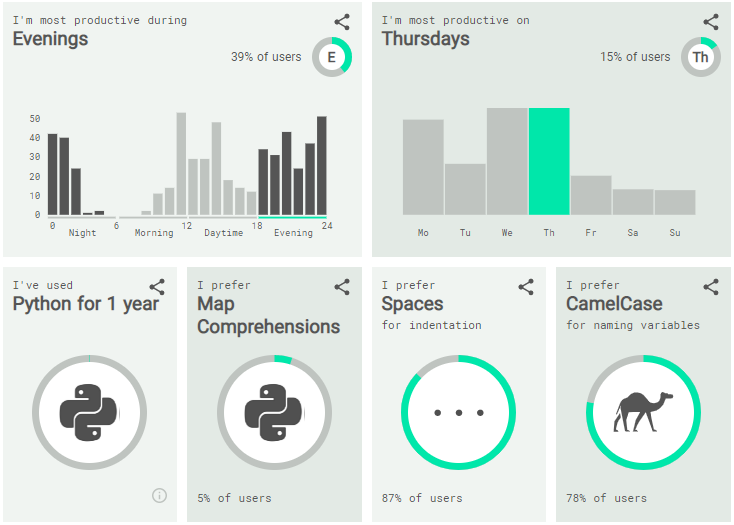 I'm most productive during
Evenings
39% of users
E
50
40
30
20
10
0
0 6 12 18 24
Night Morning Daytime Evening
I'm most productive on
Thursdays
15% of users
Th
Mo Tu We Th Fr Sa Su
I've used
Python for 1 year
I prefer
Map
Comprehensions
5% of users
I prefer
Spaces
for indentation
87% of users
I prefer
CamelCase
for naming variables
78% of users